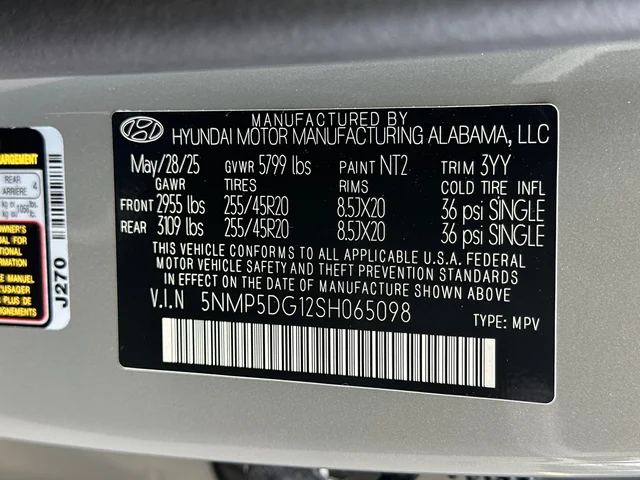 MANUFACTURED BY
HYUNDAI MOTOR MANUFACTURING ALABAMA, LLC
May/28/25 GVWR 5799 lbs PAINT NT2 TRIM 3YY
GAWR TIRES RIMS COLD TIRE INFL
FRONT 2955 lbs 255/45R20 8.5JX20 36 psi SINGLE
REAR 3109 lbs 255/45R20 8.5JX20 36 psi SINGLE
THIS VEHICLE CONFORMS TO ALL APPLICABLE U.S.A. FEDERAL
MOTOR VEHICLE SAFETY AND THEFT PREVENTION STANDARDS
IN EFFECT ON THE DATE OF MANUFACTURE SHOWN ABOVE.
V.I.N 5NMP5DG12SH065098
TYPE: MPV
REAR
ARRIÈRE 4
J270